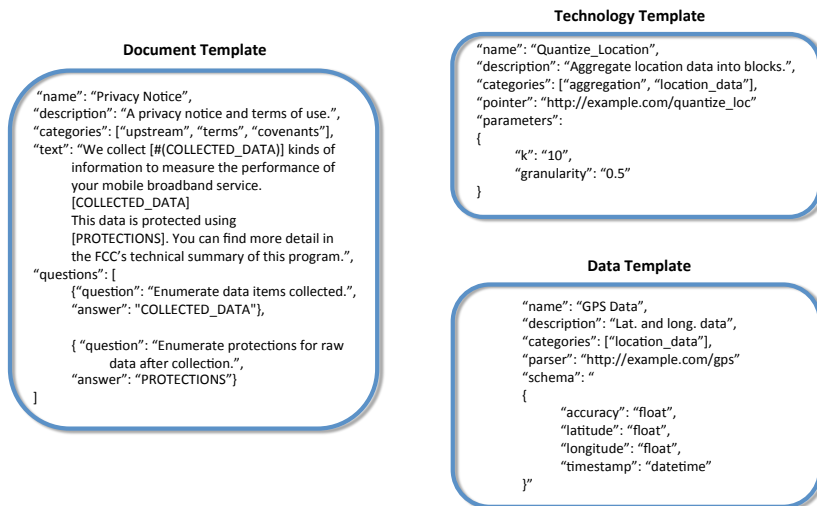 Document Template
“name”: “Privacy Notice”,
“description”: “A privacy notice and terms of use.”,
“categories”: [“upstream”, “terms”, “covenants”],
“text”: “We collect [#(COLLECTED_DATA)] kinds of
information to measure the performance of
your mobile broadband service.
[COLLECTED_DATA]
This data is protected using
[PROTECTIONS]. You can find more detail in
the FCC’s technical summary of this program.”,
“questions”: [
{“question”: “Enumerate data items collected.”,
“answer”: "COLLECTED_DATA"},
{ “question”: “Enumerate protections for raw
data after collection.”,
“answer”: “PROTECTIONS”}
]
Technology Template
“name”: “Quantize_Location”,
“description”: “Aggregate location data into blocks.”,
“categories”: [“aggregation”, “location_data”],
“pointer”: “http://example.com/quantize_loc”
“parameters”:
{
“k”: “10”,
“granularity”: “0.5”
}
Data Template
“name”: “GPS Data”,
“description”: “Lat. and long. data”,
“categories”: [“location_data”],
“parser”: “http://example.com/gps”
“schema”: “
{
“accuracy”: “float”,
“latitude”: “float”,
“longitude”: “float”,
“timestamp”: “datetime”
}”